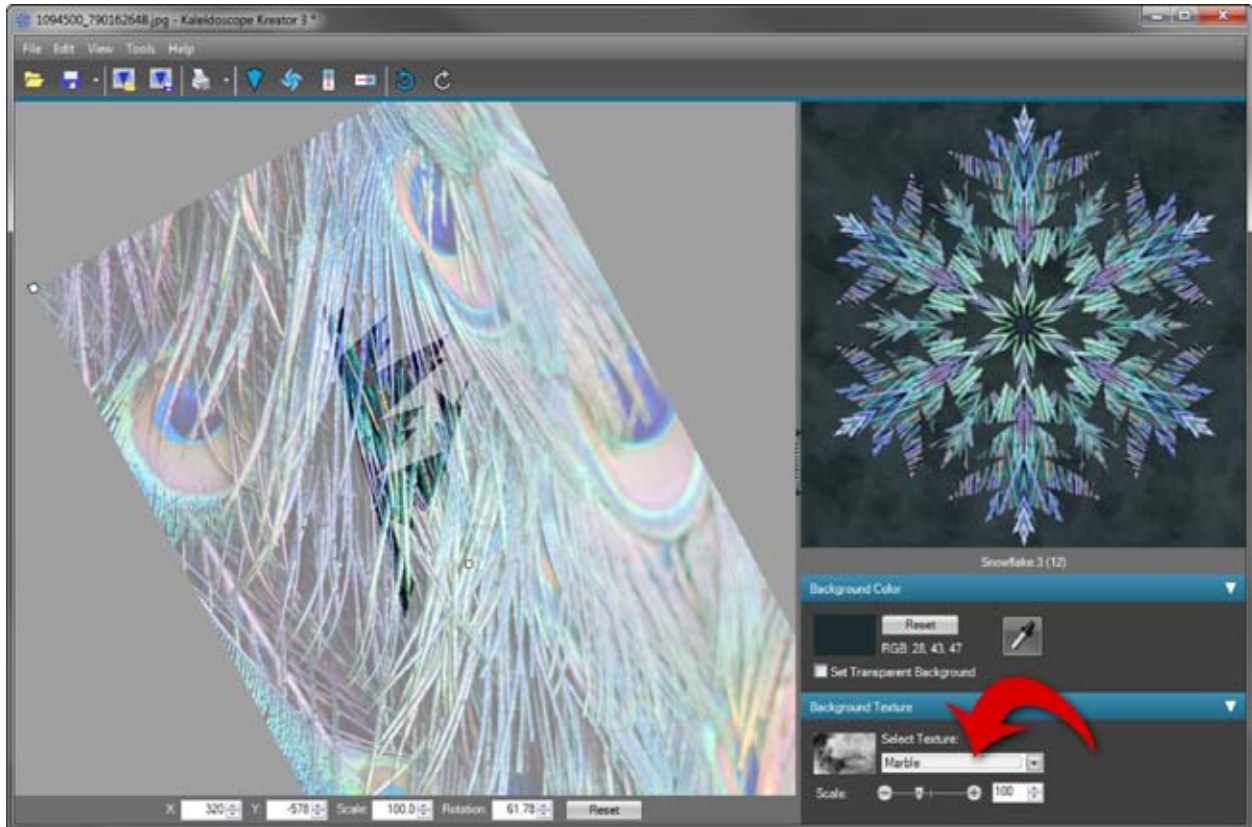 1094500_790162648.jpg - Kaleidoscope Kreator 3 *
File Edit View Tools Help
Snowflake 3 (12)
Background Color
Reset
RGB: 28, 43, 47
Set Transparent Background
Background Texture
Select Texture:
Marble
Scale: 100
X: 320 Y: -578 Scale: 100.0 Rotation: 61.78 Reset